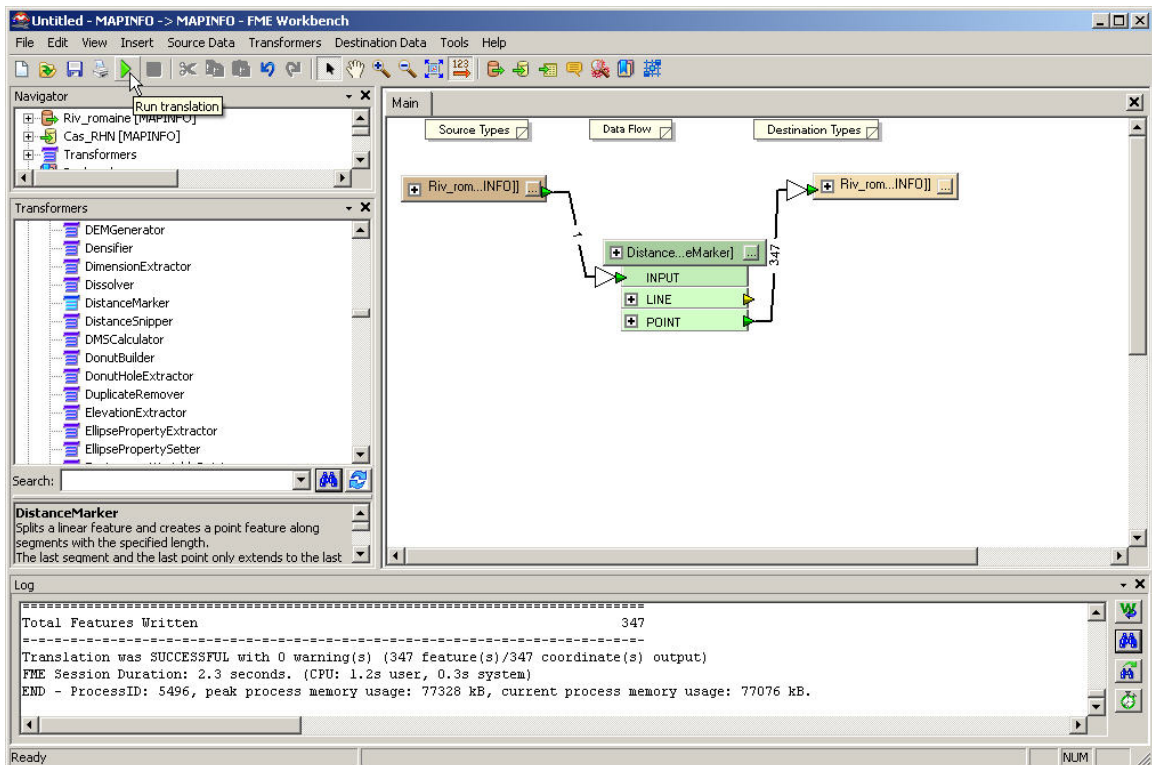 Untitled - MAPINFO -> MAPINFO - FME Workbench
File Edit View Insert Source Data Transformers Destination Data Tools Help
123
Navigator
Run translation
Riv_romaine [MAPINFO]
Cas_RHN [MAPINFO]
Transformers
Transformers
DEMGenerator
Densifier
DimensionExtractor
Dissolver
DistanceMarker
DistanceSnipper
DMSCalculator
DonutBuilder
DonutHoleExtractor
DuplicateRemover
ElevationExtractor
EllipsePropertyExtractor
EllipsePropertySetter
Search:
DistanceMarker
Splits a linear feature and creates a point feature along
segments with the specified length.
The last segment and the last point only extends to the last
Main
Source Types
Data Flow
Destination Types
Riv_rom...INFO]] ...
Riv_rom...INFO]] ...
1
Distance...eMarker] ...
347
INPUT
LINE
POINT
Log
===============================================================================
Total Features Written 347
=-=-=-=-=-=-=-=-=-=-=-=-=-=-=-=-=-=-=-=-=-=-=-=-=-=-=-=-=-=-=-=-=-=-=-=-=-=-=-
Translation was SUCCESSFUL with 0 warning(s) (347 feature(s)/347 coordinate(s) output)
FME Session Duration: 2.3 seconds. (CPU: 1.2s user, 0.3s system)
END - ProcessID: 5496, peak process memory usage: 77328 kB, current process memory usage: 77076 kB.
Ready
NUM